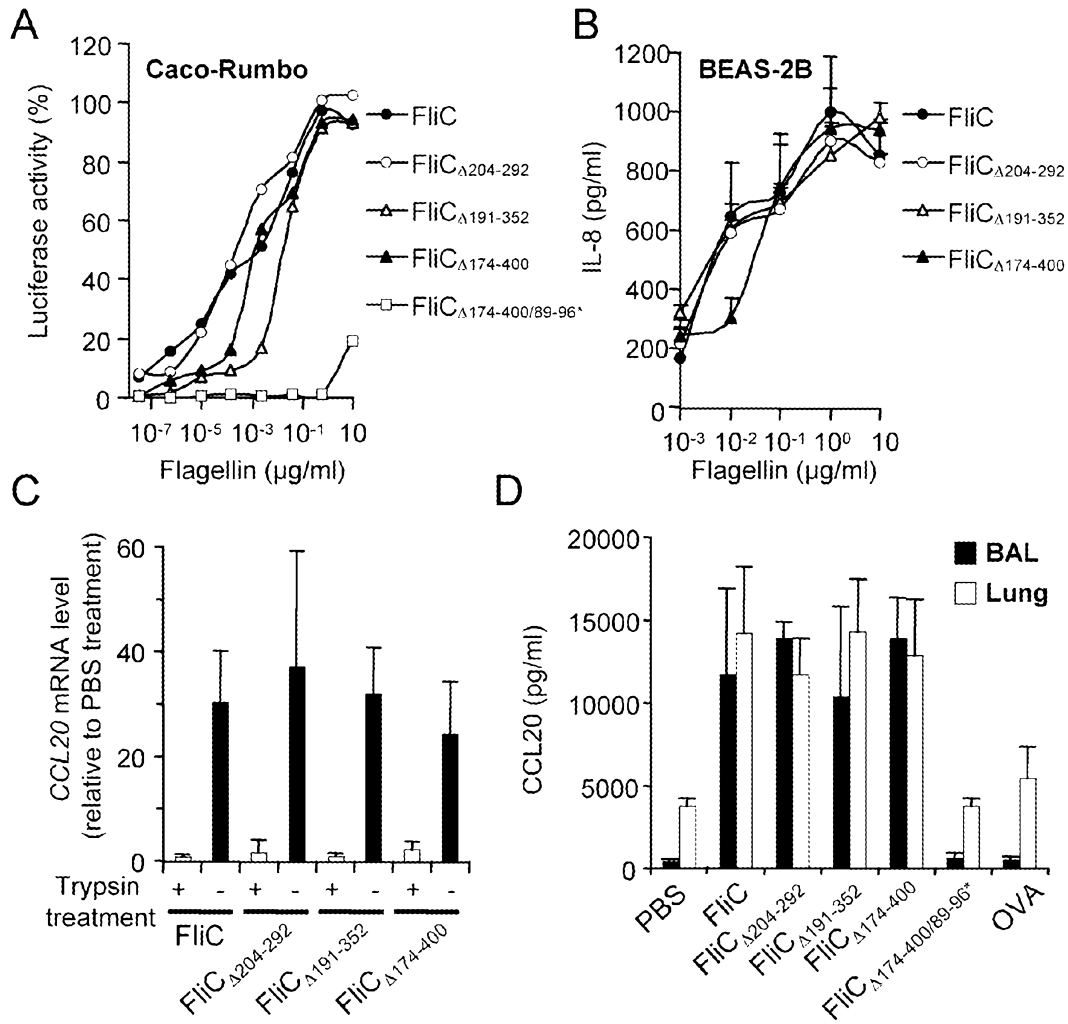 A
Caco-Rumbo
Luciferase activity (%)
120
100
80
60
40
20
0
10-7 10-5 10-3 10-1 10
Flagellin (µg/ml)
FliC
FliCΔ204-292
FliCΔ191-352
FliCΔ174-400
FliCΔ174-400/89-96*
B
BEAS-2B
IL-8 (pg/ml)
1200
1000
800
600
400
200
0
10-3 10-2 10-1 100 10
Flagellin (µg/ml)
FliC
FliCΔ204-292
FliCΔ191-352
FliCΔ174-400
C
CCL20 mRNA level
(relative to PBS treatment)
60
40
20
0
Trypsin + - + - + - + -
treatment
FliC
FliCΔ204-292
FliCΔ191-352
FliCΔ174-400
D
BAL
Lung
CCL20
(pg/ml)
20000
15000
10000
5000
0
PBS
FliC
FliCΔ204-292
FliCΔ191-352
FliCΔ174-400
FliCΔ174-400/89-96*
OVA